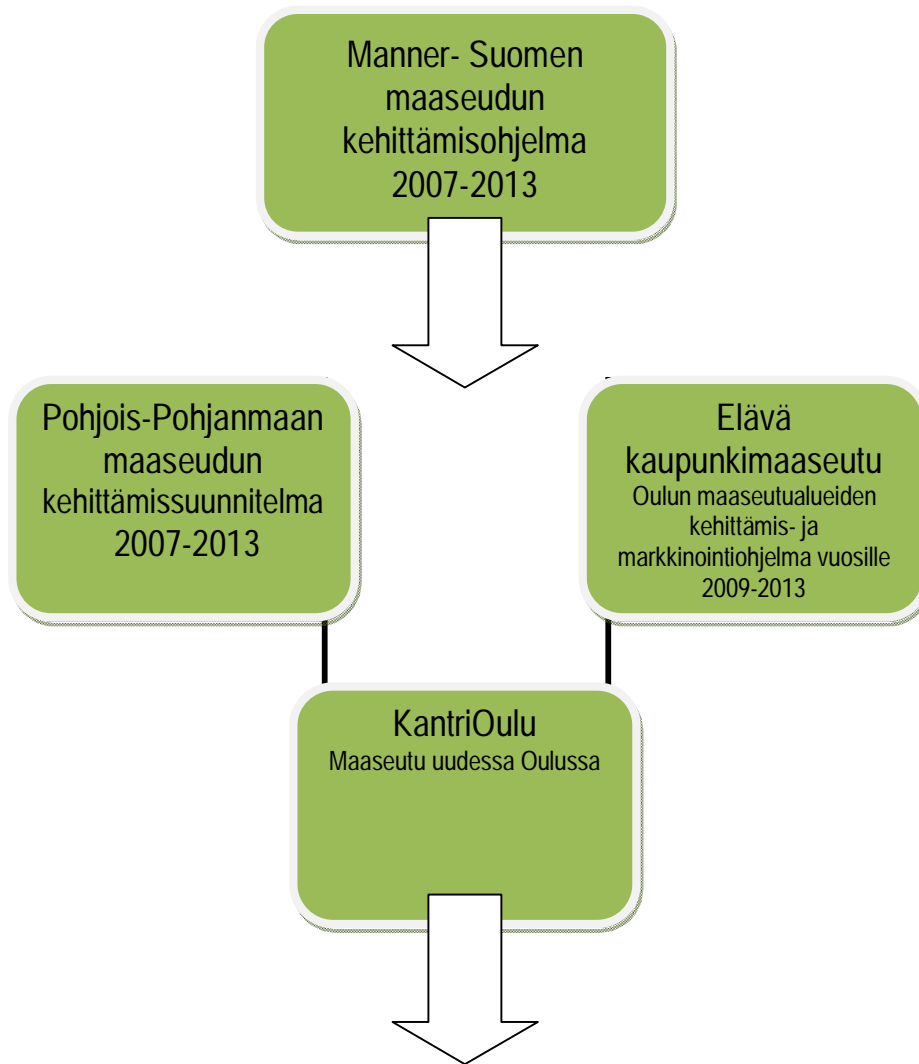 Manner- Suomen
maaseudun
kehittämisohjelma
2007-2013
Pohjois-Pohjanmaan
maaseudun
kehittämissuunnitelma
2007-2013
Elävä
kaupunkimaaseutu
Oulun maaseutualueiden
kehittämis- ja
markkinointiohjelma vuosille
2009-2013
KantriOulu
Maaseutu uudessa Oulussa